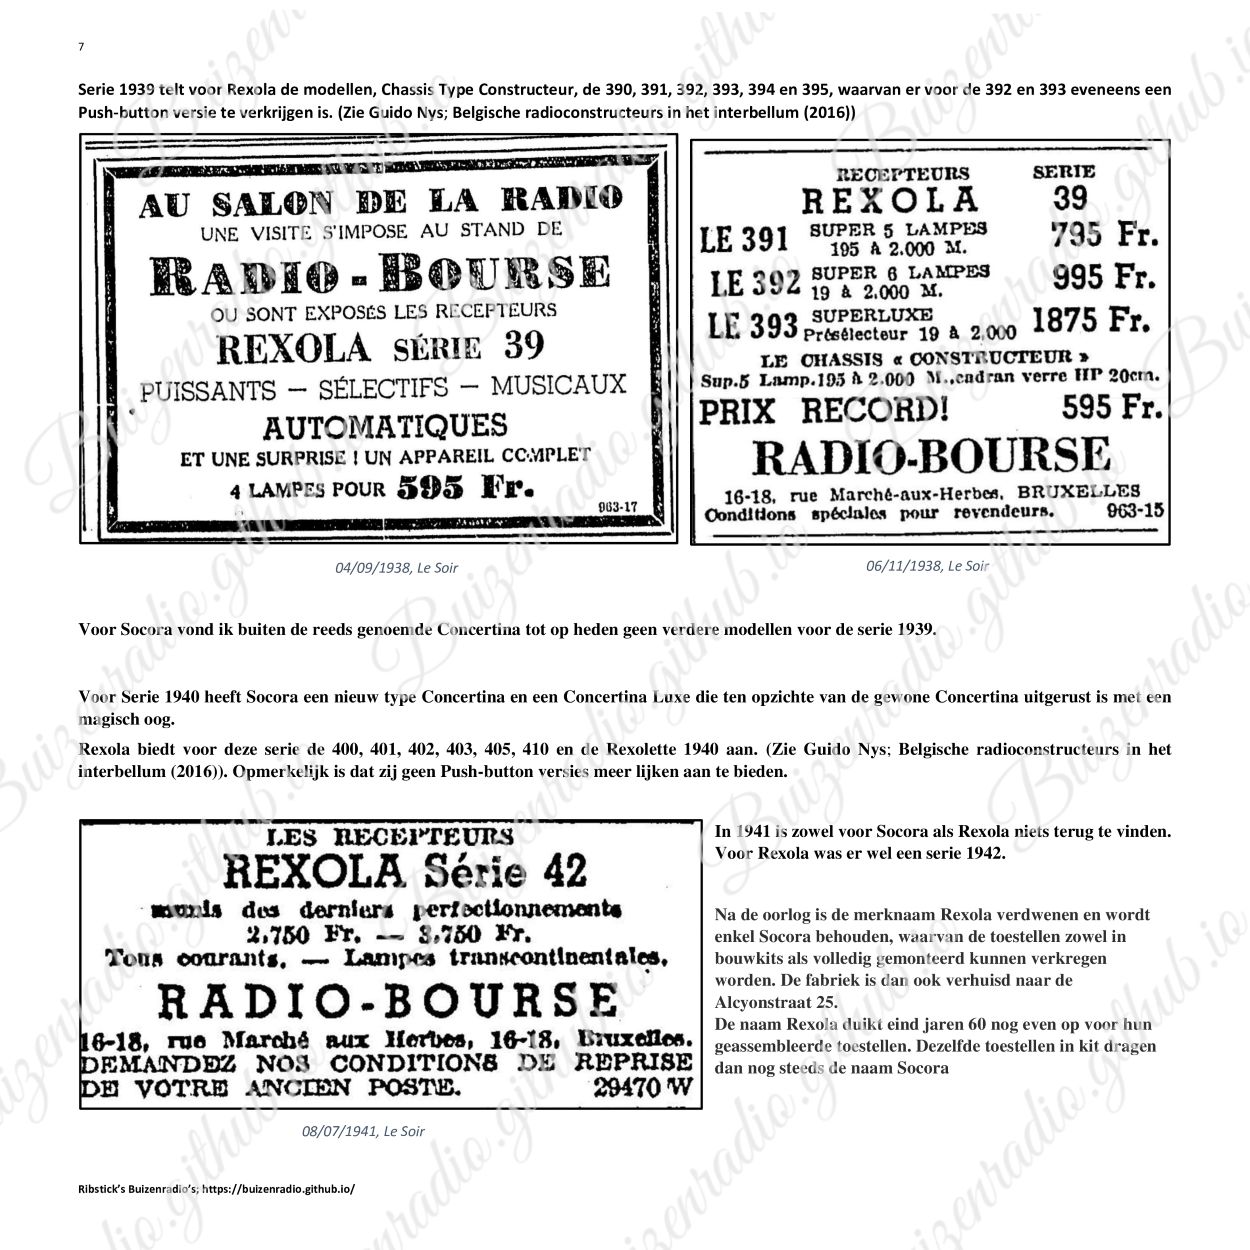 7
Serie 1939 telt voor Rexola de modellen, Chassis Type Constructeur, de 390, 391, 392, 393, 394 en 395, waarvan er voor de 392 en 393 eveneens een
Push-button versie te verkrijgen is. (Zie Guido Nys; Belgische radioconstructeurs in het interbellum (2016))
AU SALON DE LA RADIO
UNE VISITE S'IMPOSE AU STAND DE
RADIO-BOURSE
OU SONT EXPOSÉS LES RECEPTEURS
REXOLA SÉRIE 39
PUISSANTS — SÉLECTIFS — MUSICAUX
AUTOMATIQUES
ET UNE SURPRISE ! UN APPAREIL COMPLET
4 LAMPES POUR 595 Fr.
963-17
04/09/1938, Le Soir
RECEPTEURS SERIE
REXOLA 39
LE 391 SUPER 5 LAMPES 795 Fr.
195 à 2.000 M.
LE 392 SUPER 6 LAMPES 995 Fr.
19 à 2.000 M.
LE 393 SUPERLUXE 1875 Fr.
Présélecteur 19 à 2,000
LE CHASSIS « CONSTRUCTEUR »
Sup.5 Lamp.195 à 2.000 M.,cadran verre HP 20cm.
PRIX RECORD! 595 Fr.
RADIO-BOURSE
16-18, rue Marché-aux-Herbes, BRUXELLES
Conditions spéciales pour revendeurs. 963-15
06/11/1938, Le Soir
Voor Socora vond ik buiten de reeds genoemde Concertina tot op heden geen verdere modellen voor de serie 1939.
Voor Serie 1940 heeft Socora een nieuw type Concertina en een Concertina Luxe die ten opzichte van de gewone Concertina uitgerust is met een
magisch oog.
Rexola biedt voor deze serie de 400, 401, 402, 403, 405, 410 en de Rexolette 1940 aan. (Zie Guido Nys; Belgische radioconstructeurs in het
interbellum (2016)). Opmerkelijk is dat zij geen Push-button versies meer lijken aan te bieden.
LES RECEPTEURS
REXOLA Série 42
munis des derniers perfectionnements
2.750 Fr. — 3.750 Fr.
Tous courants. — Lampes transcontinentales.
RADIO-BOURSE
16-18, rue Marché aux Herbes, 16-18, Bruxelles.
DEMANDEZ NOS CONDITIONS DE REPRISE
DE VOTRE ANCIEN POSTE. 29470 W
08/07/1941, Le Soir
In 1941 is zowel voor Socora als Rexola niets terug te vinden.
Voor Rexola was er wel een serie 1942.
Na de oorlog is de merknaam Rexola verdwenen en wordt
enkel Socora behouden, waarvan de toestellen zowel in
bouwkits als volledig gemonteerd kunnen verkregen
worden. De fabriek is dan ook verhuisd naar de
Alcyonstraat 25.
De naam Rexola duikt eind jaren 60 nog even op voor hun
geassembleerde toestellen. Dezelfde toestellen in kit dragen
dan nog steeds de naam Socora
Ribstick's Buizenradio's; https://buizenradio.github.io/
Buizenradio.github.io